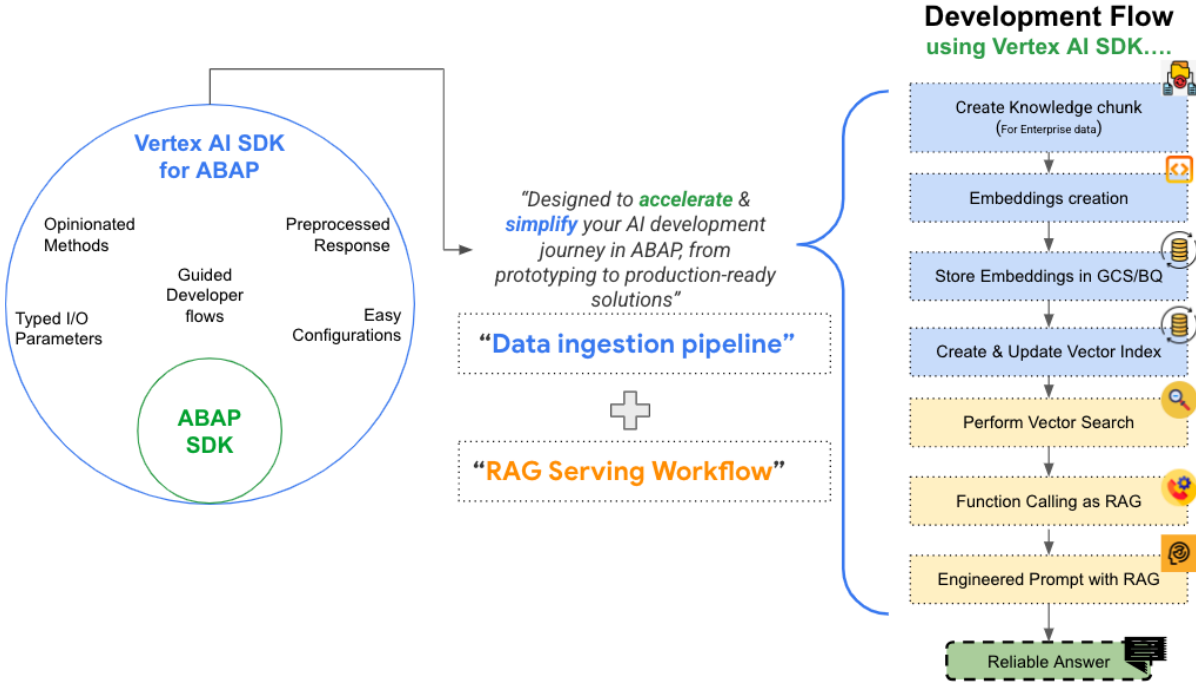 Vertex AI SDK
for ABAP
Opinionated
Methods
Preprocessed
Response
Guided
Developer
flows
Typed I/O
Parameters
Easy
Configurations
ABAP
SDK
“Designed to accelerate &
simplify your AI development
journey in ABAP, from
prototyping to production-ready
solutions”
“Data ingestion pipeline”
“RAG Serving Workflow”
Development Flow
using Vertex AI SDK....
Create Knowledge chunk
(For Enterprise data)
Embeddings creation
Store Embeddings in GCS/BQ
Create & Update Vector Index
Perform Vector Search
Function Calling as RAG
Engineered Prompt with RAG
Reliable Answer